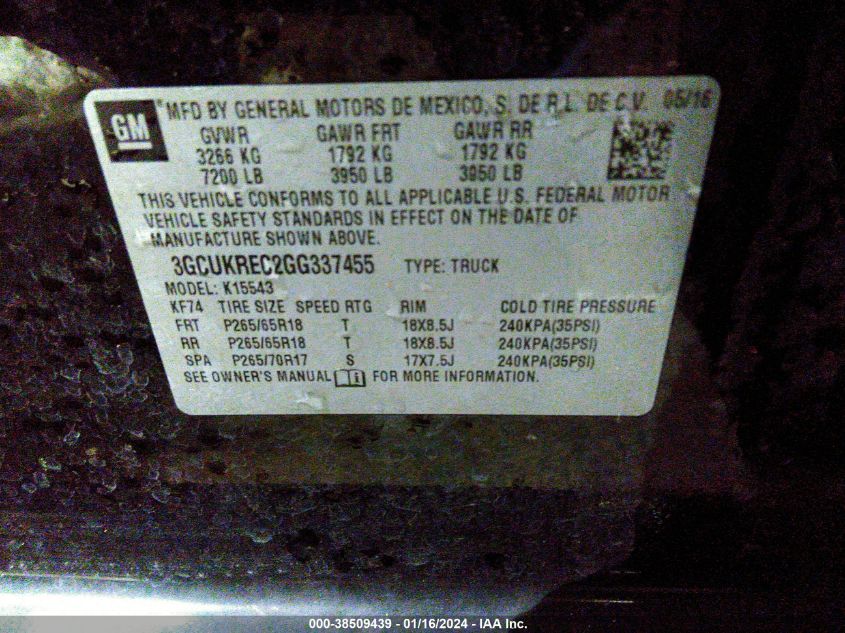 GM
MFD BY GENERAL MOTORS DE MEXICO, S. DE R.L. DE C.V. 05/16
GVWR GAWR FRT GAWR RR
3266 KG 1792 KG 1792 KG
7200 LB 3950 LB 3950 LB
THIS VEHICLE CONFORMS TO ALL APPLICABLE U.S. FEDERAL MOTOR
VEHICLE SAFETY STANDARDS IN EFFECT ON THE DATE OF
MANUFACTURE SHOWN ABOVE.
3GCUKREC2GG337455 TYPE: TRUCK
MODEL: K15543
KF74 TIRE SIZE SPEED RTG RIM COLD TIRE PRESSURE
FRT P265/65R18 T 18X8.5J 240KPA(35PSI)
RR P265/65R18 T 18X8.5J 240KPA(35PSI)
SPA P265/70R17 S 17X7.5J 240KPA(35PSI)
SEE OWNER'S MANUAL i FOR MORE INFORMATION.
000-38509439 - 01/16/2024 - IAA Inc.